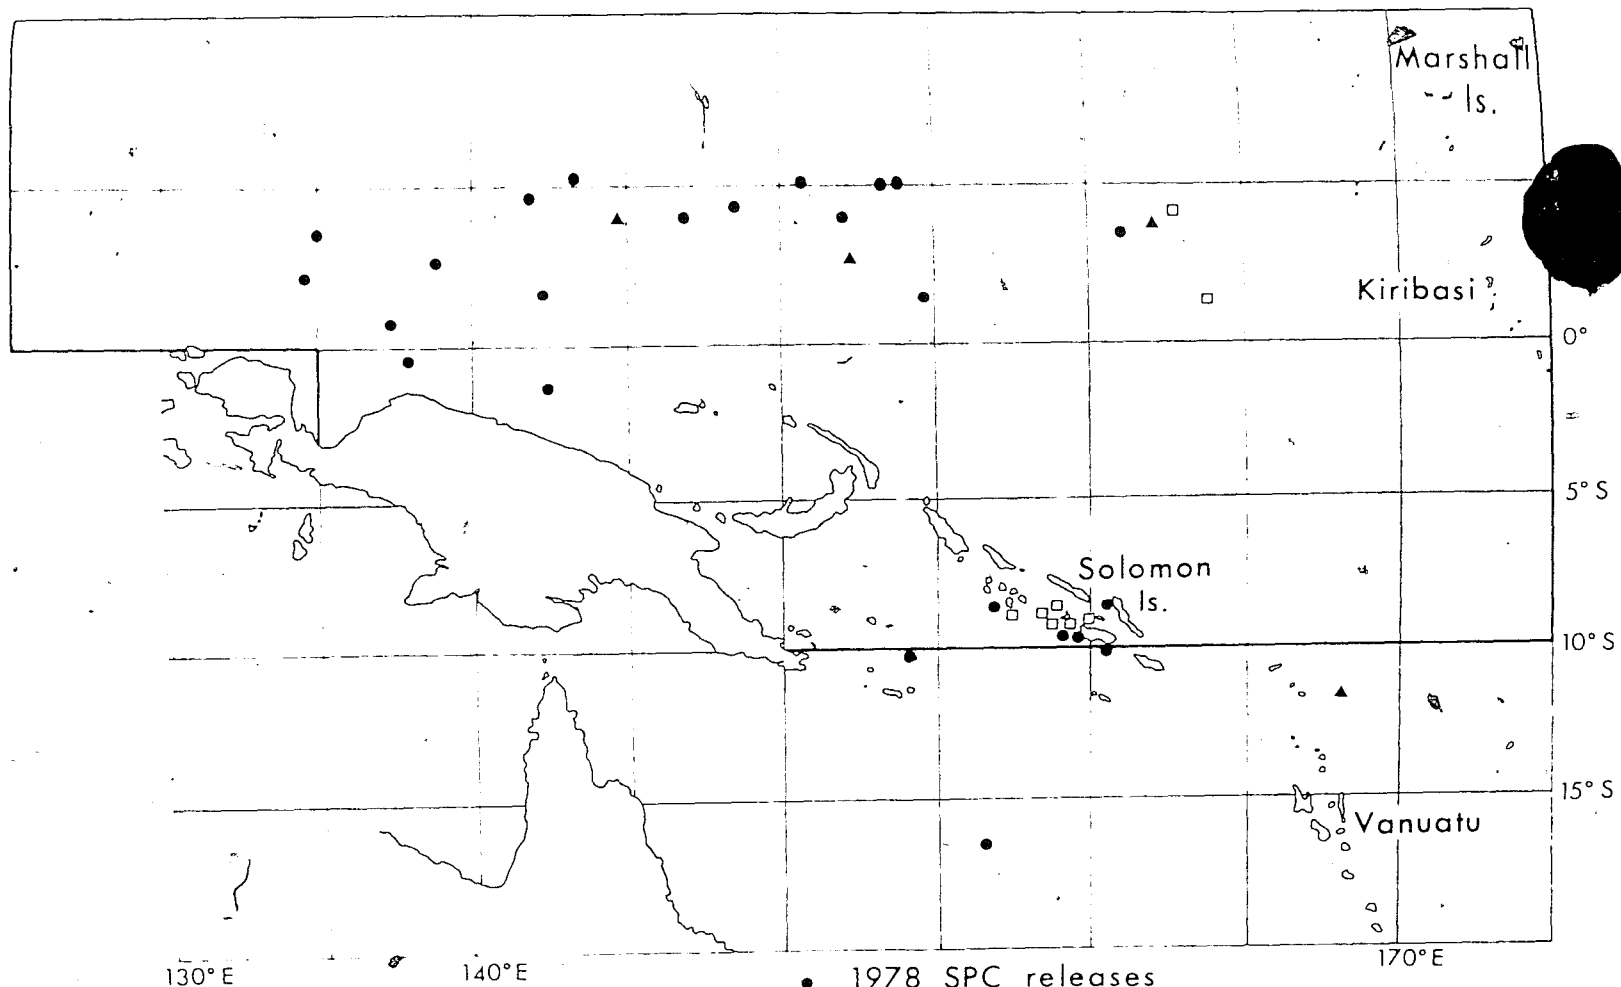 Marshall
Is.
Kiribasi
0°
5° S
Solomon
Is.
10° S
15° S
Vanuatu
130°E
140°E
170°E
1978 SPC releases